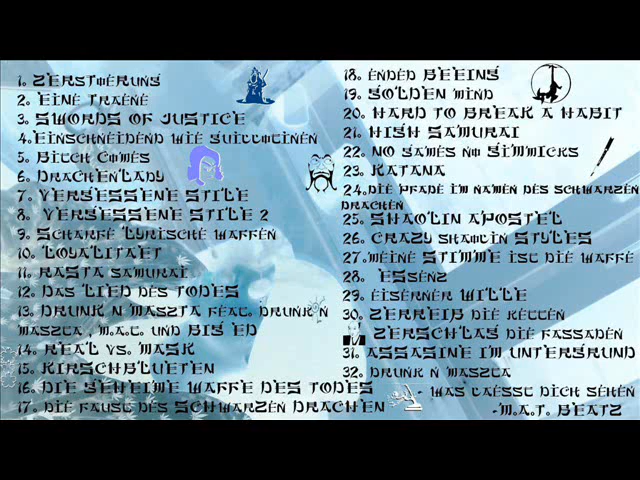 1. ZERSTOERUNG
2. EINE TRAENE
3. SWORDS OF JUSTICE
4.EINSCHNEIDEND WIE GUILLOTINEN
5. BITCH COMES
6. DRACHENLADY
7. VERGESSENE STILE
8. VERGESSENE STILE 2
9. SCHARFE LYRISCHE WAFFEN
10. LOYALITAET
11. RASTA SAMURAI
12. DAS LIED DES TODES
13. DRUNK N MASZTA FEAT. DRUNK N
MASZTA , M.A.T. UND BIG ED
14. REAL VS. MASK
15. KIRSCHBLUETEN
16. DIE GEHEIME WAFFE DES TODES
17. DIE FAUST DES SCHWARZEN DRACHEN
18. ENDED BEEINGS
19. GOLDEN MIND
20. HARD TO BREAK A HABIT
21. HIGH SAMURAI
22. NO GAMES NO GIMMICKS
23. KATANA
24.DIE PFADE IM NAMEN DES SCHWARZEN
DRACHEN
25. SHAOLIN APOSTEL
26. CRAZY SHAOLIN STYLES
27.MEINE STIMME IST DIE WAFFE
28. ESSENZ
29. EISERNER WILLE
30. ZERREIB DIE KETTEN
ZERSCHLAG DIE FASSADEN
31. ASSASINE IM UNTERGRUND
32. DRUNK N MASZTA
- WAS LAESST DICH SEHEN
-M.A.T. BEATZ